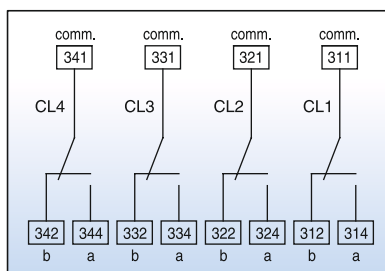 comm. comm. comm. comm.
341 331 321 311
CL4 CL3 CL2 CL1
342 344 332 334 322 324 312 314
b a b a b a b a